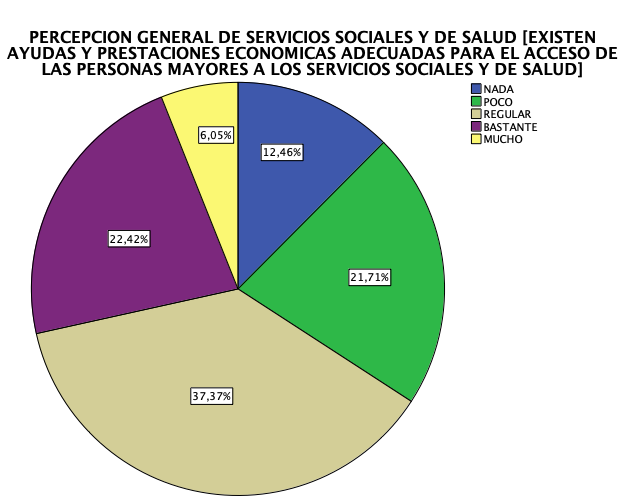 PERCEPCION GENERAL DE SERVICIOS SOCIALES Y DE SALUD [EXISTEN
AYUDAS Y PRESTACIONES ECONOMICAS ADECUADAS PARA EL ACCESO DE
LAS PERSONAS MAYORES A LOS SERVICIOS SOCIALES Y DE SALUD]
NADA
POCO
REGULAR
BASTANTE
MUCHO
6,05%
12,46%
22,42%
21,71%
37,37%